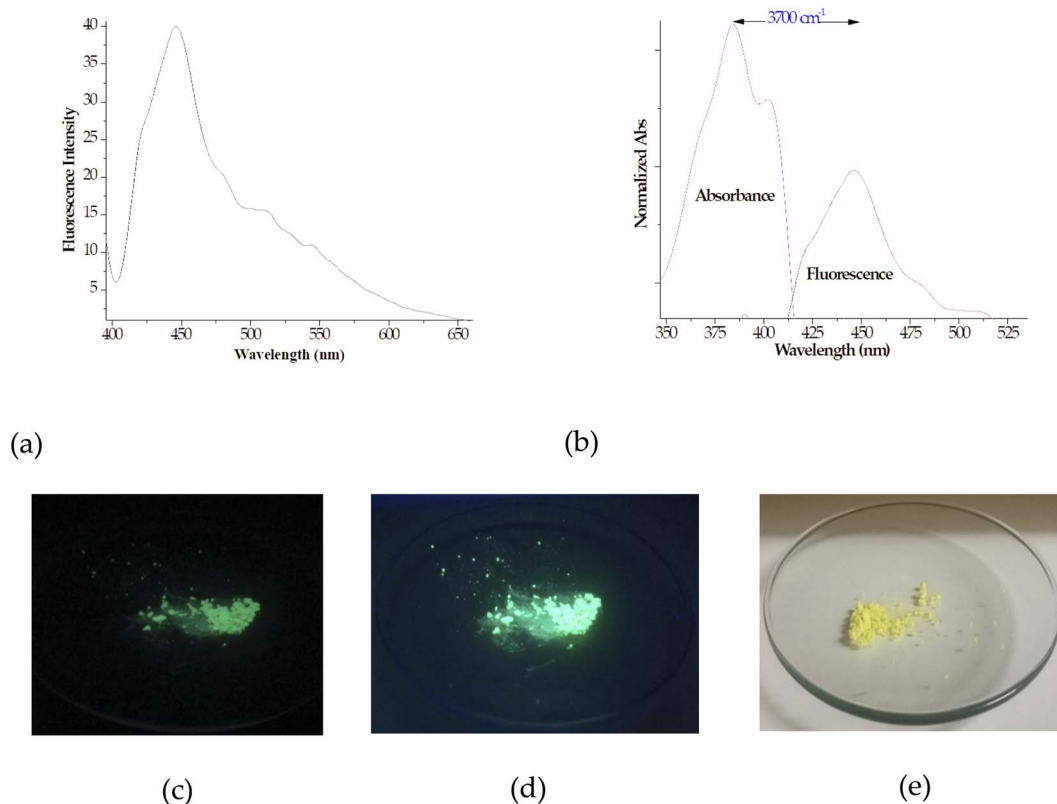 40
35
30
25
20
15
10
5
Fluorescence Intensity
400 450 500 550 600 650
Wavelength (nm)
3700 cm-1
Normalized Abs
Absorbance
Fluorescence
350 375 400 425 450 475 500 525
Wavelength (nm)
(a) (b)
(c) (d) (e)